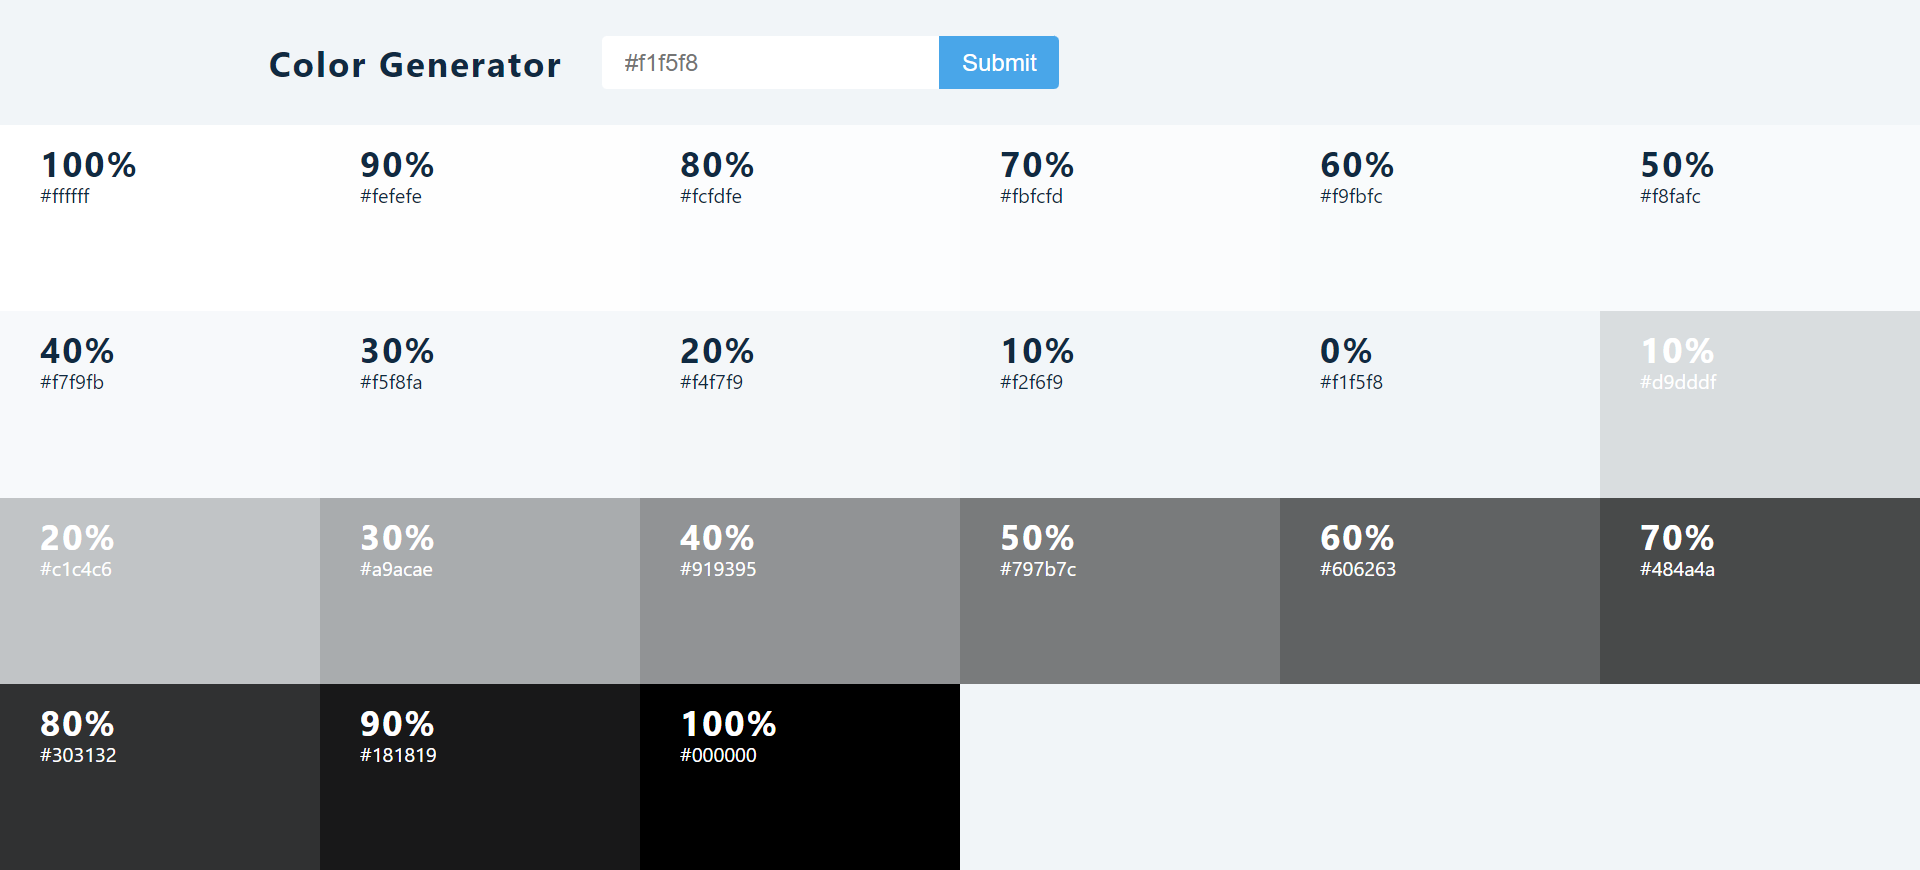 Color Generator
#f1f5f8
Submit
100%
#ffffff
90%
#fefefe
80%
#fcfdfe
70%
#fbfcfd
60%
#f9fbfc
50%
#f8fafc
40%
#f7f9fb
30%
#f5f8fa
20%
#f4f7f9
10%
#f2f6f9
0%
#f1f5f8
10%
#d9dddf
20%
#c1c4c6
30%
#a9acae
40%
#919395
50%
#797b7c
60%
#606263
70%
#484a4a
80%
#303132
90%
#181819
100%
#000000